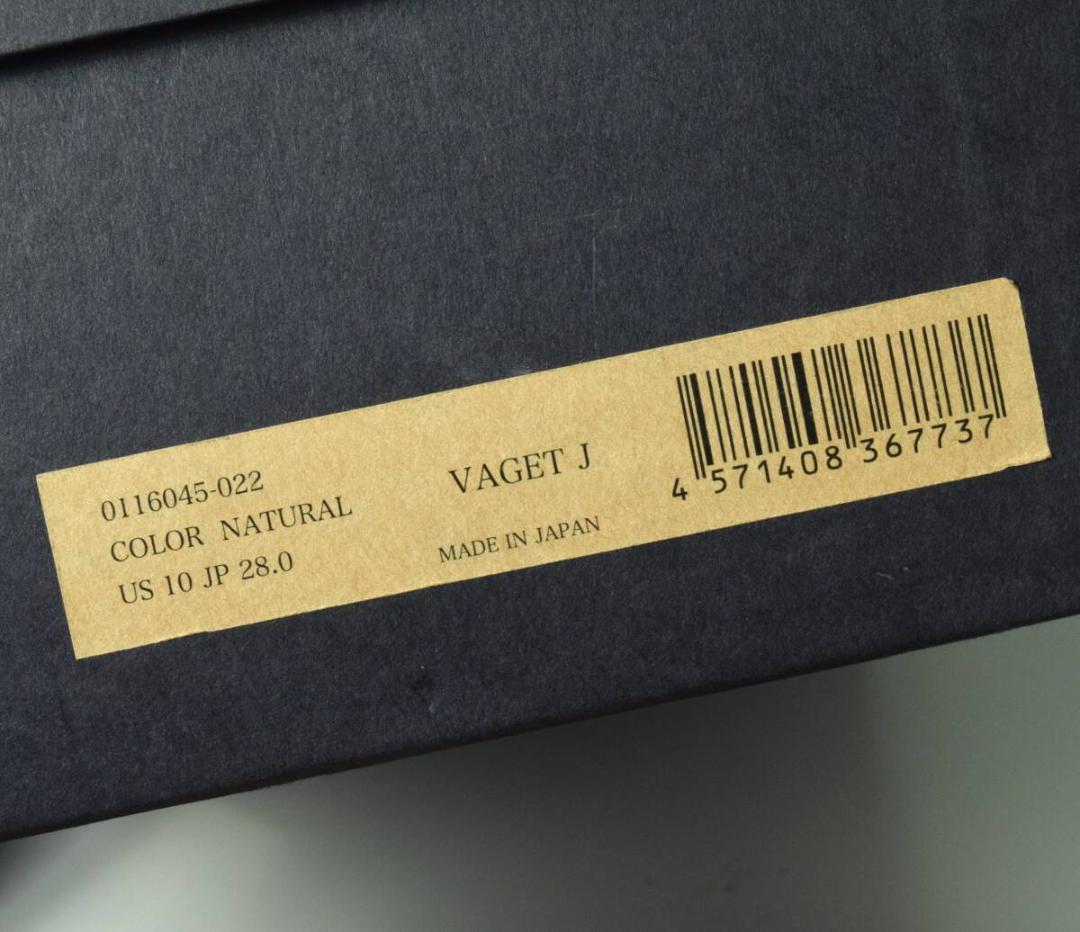 0116045-022
COLOR NATURAL
US 10 JP 28.0
VAGET J
MADE IN JAPAN
4 571408 367737